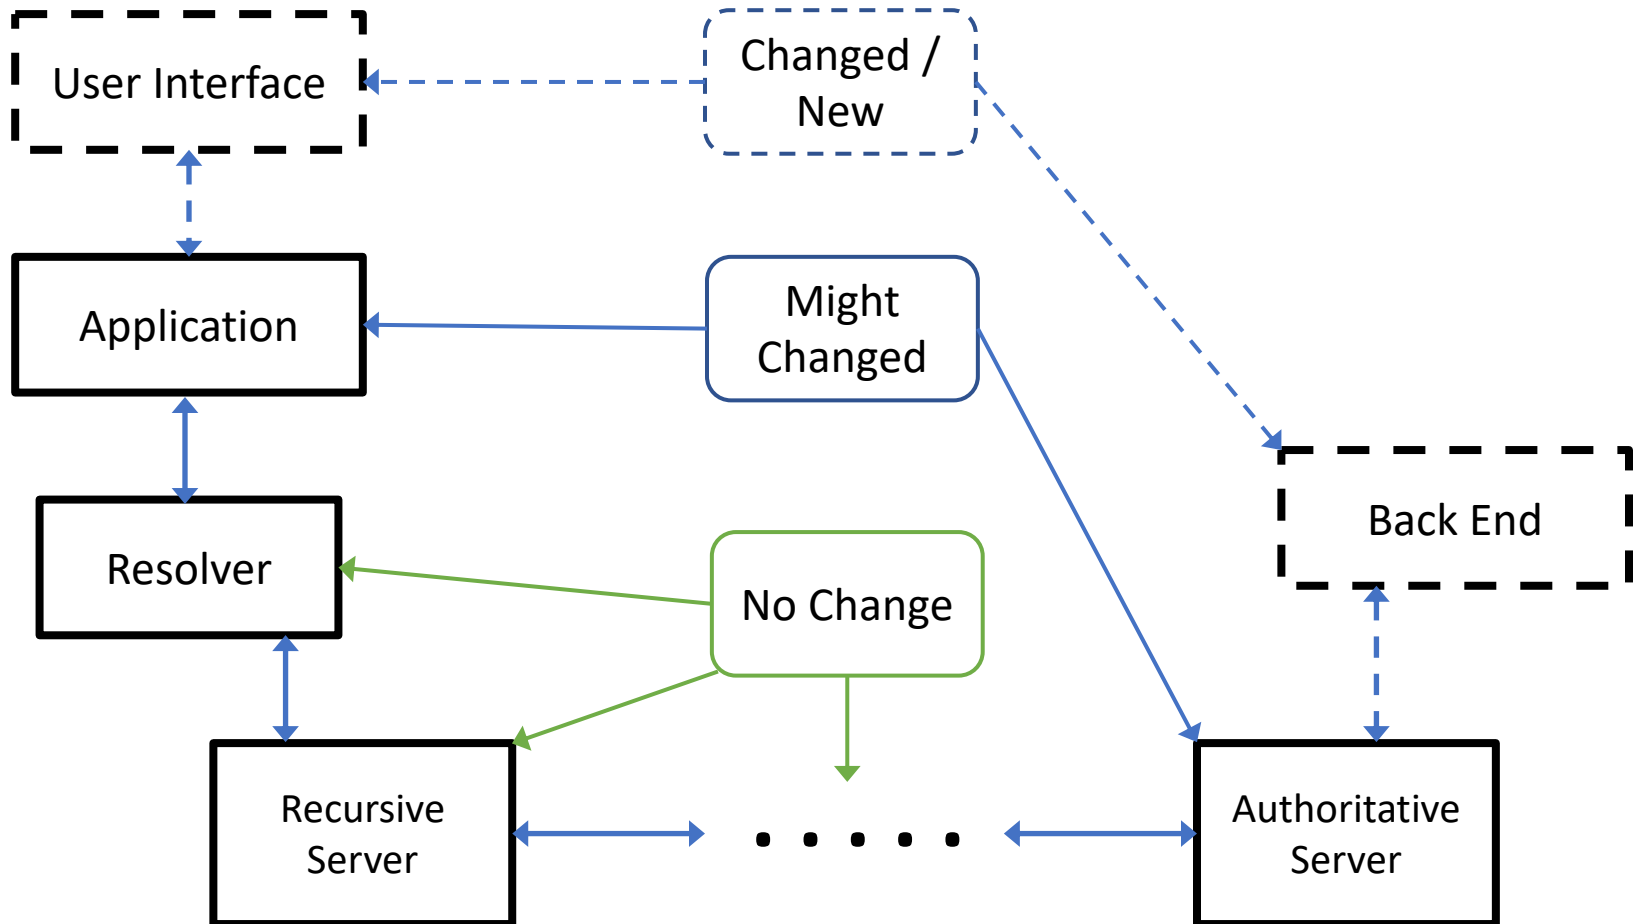 User Interface
Changed /
New
Application
Might
Changed
Resolver
No Change
Back End
Recursive
Server
. . . . .
Authoritative
Server